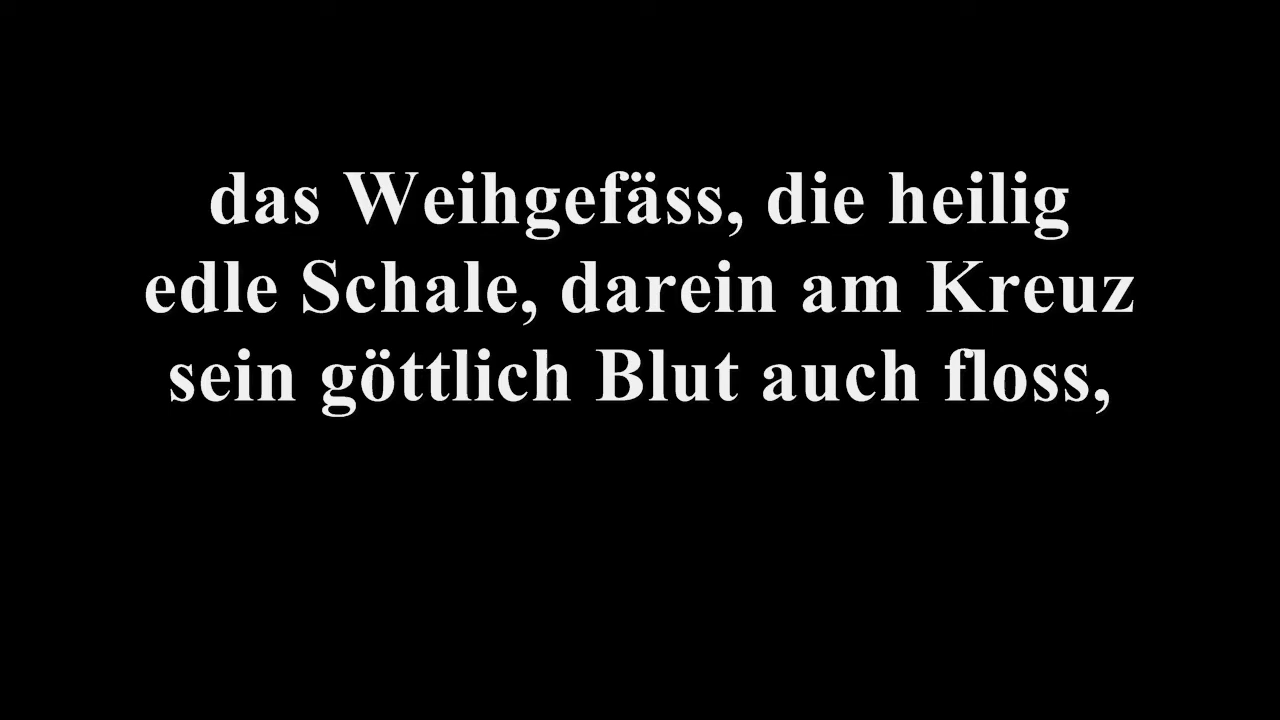 das Weihgefäss, die heilig
edle Schale, darein am Kreuz
sein göttlich Blut auch floss,